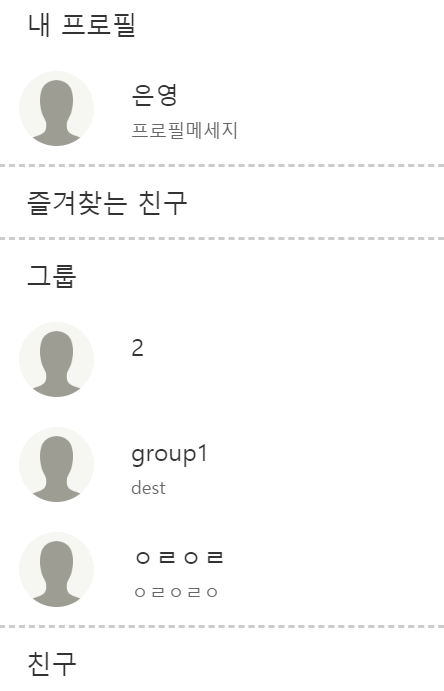 내 프로필
은영
프로필메세지
즐겨찾는 친구
그룹
2
group1
dest
ㅇㄹㅇㄹ
ㅇㄹㅇㄹㅇ
친구